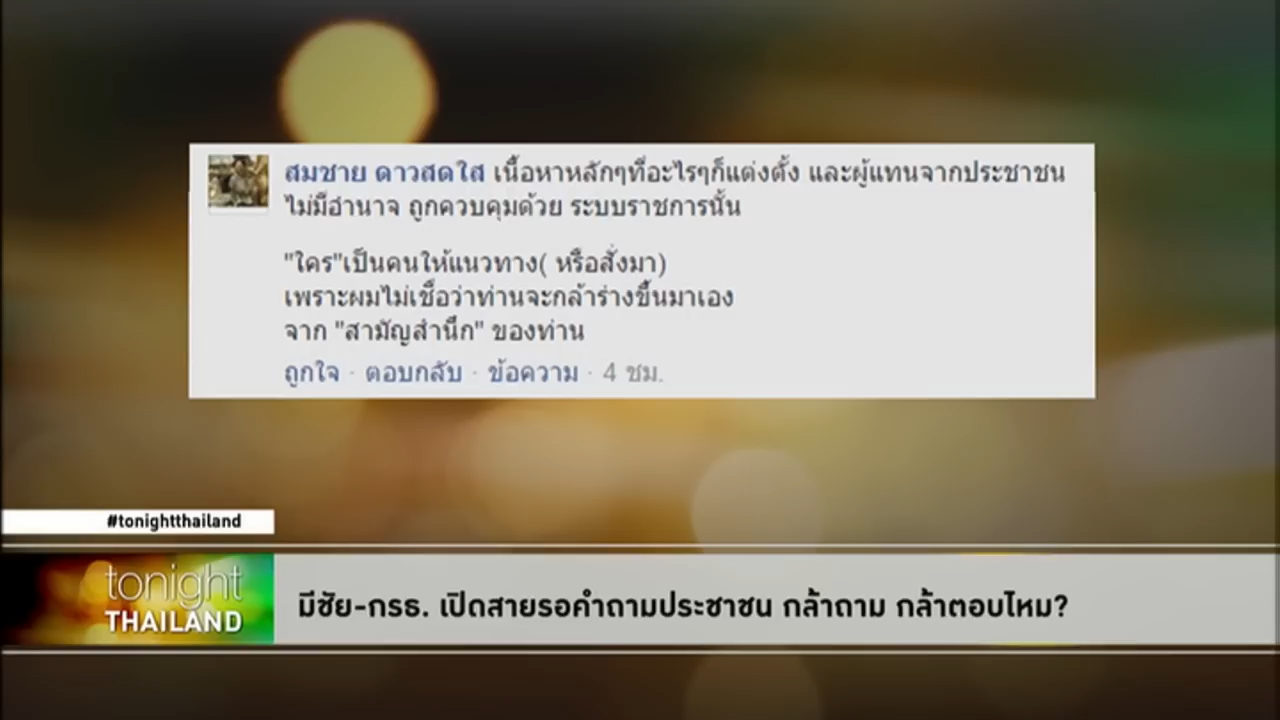 สมชาย ดาวสดใส เนื้อหาหลักๆที่อะไรๆก็แต่งตั้ง และผู้แทนจากประชาชน
ไม่มีอำนาจ ถูกควบคุมด้วย ระบบราชการนั้น
"ใคร"เป็นคนให้แนวทาง( หรือสั่งมา)
เพราะผมไม่เชื่อว่าท่านจะกล้าร่างขึ้นมาเอง
จาก "สามัญสำนึก" ของท่าน
ถูกใจ · ตอบกลับ · ข้อความ · 4 ชม.
#tonightthailand
tonight
THAILAND
มีชัย-กรธ. เปิดสายรอคำถามประชาชน กล้าถาม กล้าตอบไหม?